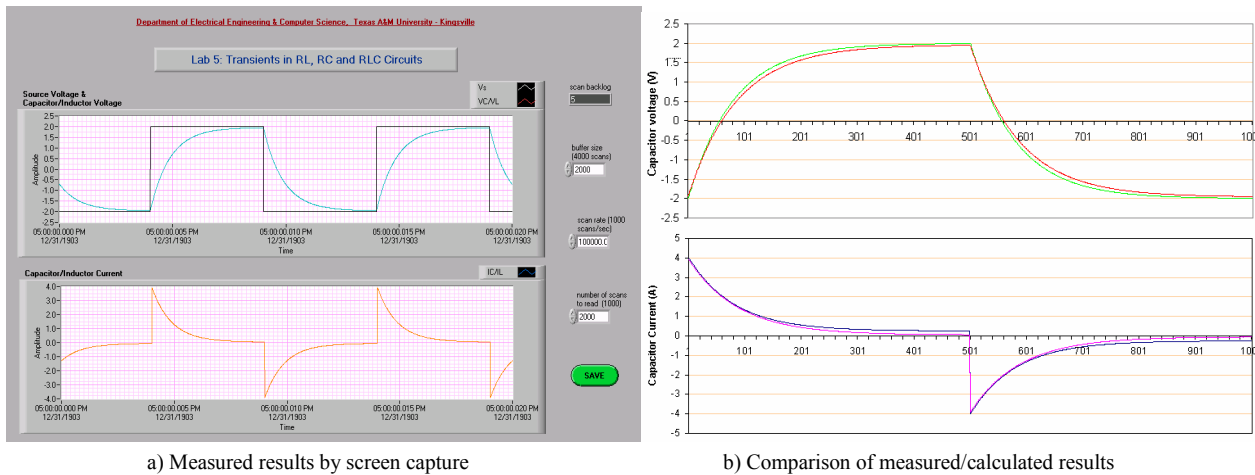 Department of Electrical Engineering & Computer Science, Texas A&M University - Kingsville
Lab 5: Transients in RL, RC and RLC Circuits
Source Voltage &
Capacitor/Inductor Voltage
Vs
VC/VL
2.5
2.0
1.5
1.0
0.5
0.0
-0.5
-1.0
-1.5
-2.0
-2.5
Amplitude
05:00:00.000 PM 05:00:00.005 PM 05:00:00.010 PM 05:00:00.015 PM 05:00:00.020 PM
12/31/1903 12/31/1903 12/31/1903 12/31/1903 12/31/1903
Time
scan backlog
5
buffer size
(4000 scans)
2000
scan rate (1000
scans/sec)
100000.0
number of scans
to read (1000)
2000
SAVE
Capacitor/Inductor Current
IC/IL
4.0
3.0
2.0
1.0
0.0
-1.0
-2.0
-3.0
-4.0
Amplitude
05:00:00.000 PM 05:00:00.005 PM 05:00:00.010 PM 05:00:00.015 PM 05:00:00.020 PM
12/31/1903 12/31/1903 12/31/1903 12/31/1903 12/31/1903
Time
a) Measured results by screen capture
Capacitor voltage (V)
2.5
2
1.5
1
0.5
0
-0.5
-1
-1.5
-2
-2.5
101 201 301 401 501 601 701 801 901 100
Capacitor Current (A)
5
4
3
2
1
0
-1
-2
-3
-4
-5
101 201 301 401 501 601 701 801 901 100
b) Comparison of measured/calculated results